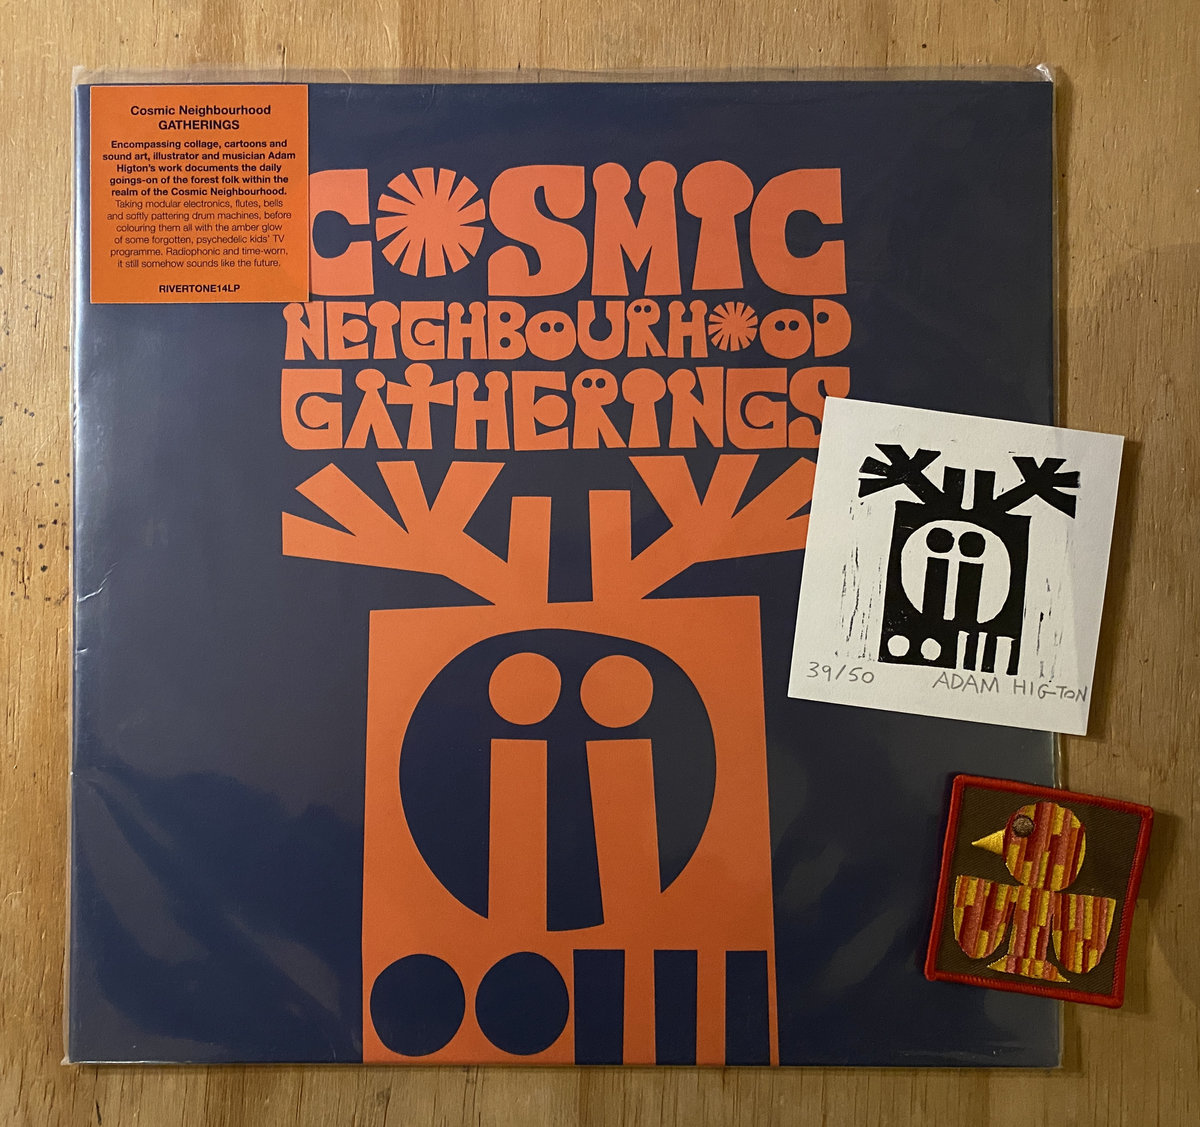 Cosmic Neighbourhood
GATHERINGS
Encompassing collage, cartoons and
sound art, illustrator and musician Adam
Higton's work documents the daily
goings-on of the forest folk within the
realm of the Cosmic Neighbourhood.
Taking modular electronics, flutes, bells
and softly pattering drum machines, before
colouring them all with the amber glow
of some forgotten, psychedelic kids' TV
programme. Radiophonic and time-worn,
it still somehow sounds like the future.
RIVERTONE14LP
COSMIC
NEIGHBOURHOOD
GATHERINGS
39/50 ADAM HIGTON